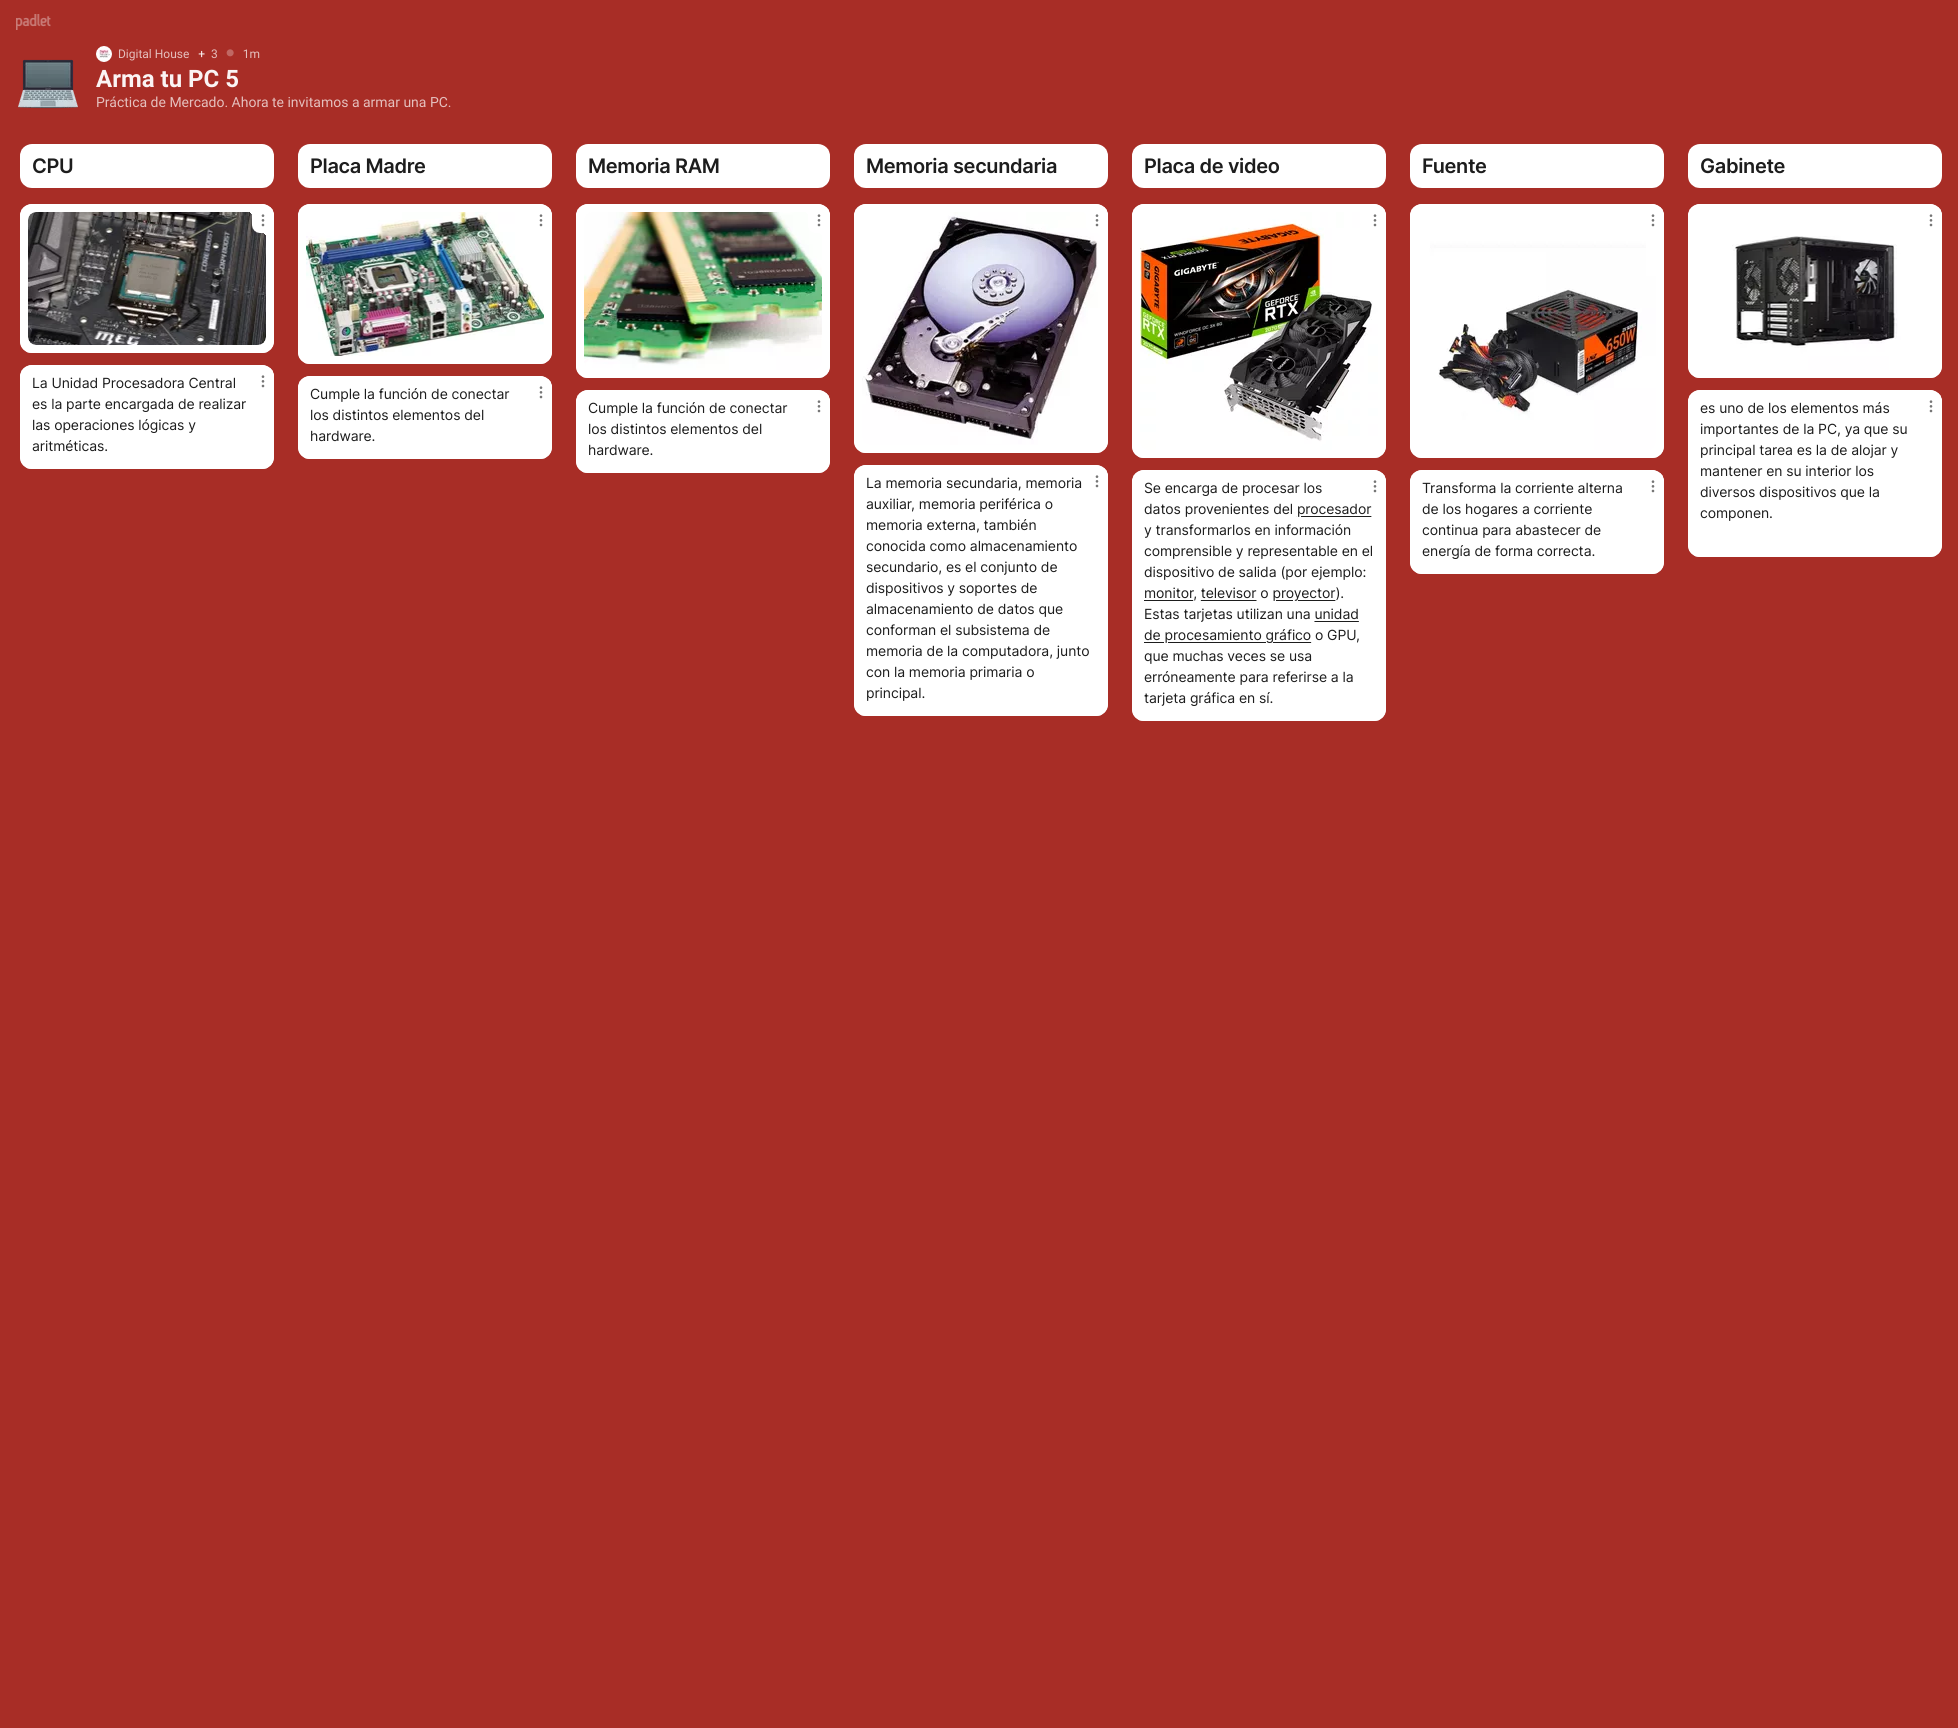 padlet
Digital House + 3 1m
Arma tu PC 5
Práctica de Mercado. Ahora te invitamos a armar una PC.
CPU
La Unidad Procesadora Central
es la parte encargada de realizar
las operaciones lógicas y
aritméticas.
Placa Madre
Cumple la función de conectar
los distintos elementos del
hardware.
Memoria RAM
Cumple la función de conectar
los distintos elementos del
hardware.
Memoria secundaria
La memoria secundaria, memoria
auxiliar, memoria periférica o
memoria externa, también
conocida como almacenamiento
secundario, es el conjunto de
dispositivos y soportes de
almacenamiento de datos que
conforman el subsistema de
memoria de la computadora, junto
con la memoria primaria o
principal.
Placa de video
GIGABYTE
GIGABYTE
GIGABYTE
GEFORCE
RTX
GEFORCE
RTX
WINDFORCE OC 3X 8G
Se encarga de procesar los
datos provenientes del procesador
y transformarlos en información
comprensible y representable en el
dispositivo de salida (por ejemplo:
monitor, televisor o proyector).
Estas tarjetas utilizan una unidad
de procesamiento gráfico o GPU,
que muchas veces se usa
erróneamente para referirse a la
tarjeta gráfica en sí.
Fuente
650W
Transforma la corriente alterna
de los hogares a corriente
continua para abastecer de
energía de forma correcta.
Gabinete
es uno de los elementos más
importantes de la PC, ya que su
principal tarea es la de alojar y
mantener en su interior los
diversos dispositivos que la
componen.